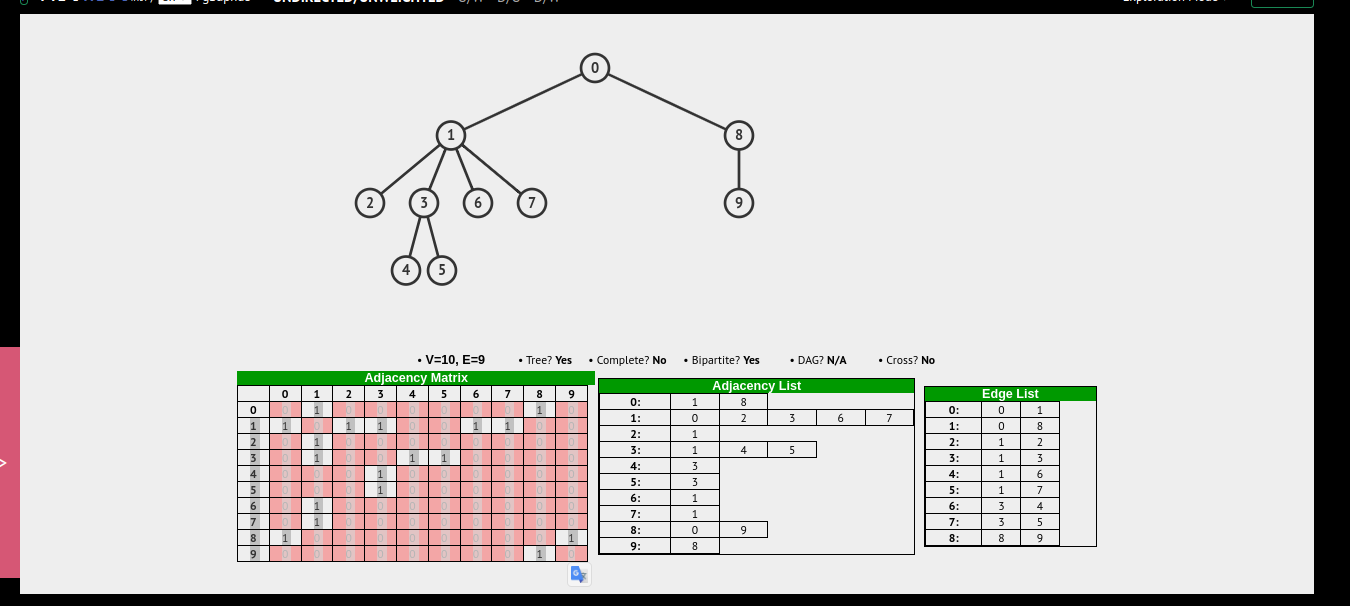 0
1 8
2 3 6 7 9
4 5
• V=10, E=9 • Tree? Yes • Complete? No • Bipartite? Yes • DAG? N/A • Cross? No
Adjacency Matrix
0 1 2 3 4 5 6 7 8 9
0 0 1 0 0 0 0 0 0 1 0
1 1 0 1 1 0 0 1 1 0 0
2 0 1 0 0 0 0 0 0 0 0
3 0 1 0 0 1 1 0 0 0 0
4 0 0 0 1 0 0 0 0 0 0
5 0 0 0 1 0 0 0 0 0 0
6 0 1 0 0 0 0 0 0 0 0
7 0 1 0 0 0 0 0 0 0 0
8 1 0 0 0 0 0 0 0 0 1
9 0 0 0 0 0 0 0 0 1 0
Adjacency List
0: 1 8
1: 0 2 3 6 7
2: 1
3: 1 4 5
4: 3
5: 3
6: 1
7: 1
8: 0 9
9: 8
Edge List
0: 0 1
1: 0 8
2: 1 2
3: 1 3
4: 1 6
5: 1 7
6: 3 4
7: 3 5
8: 8 9